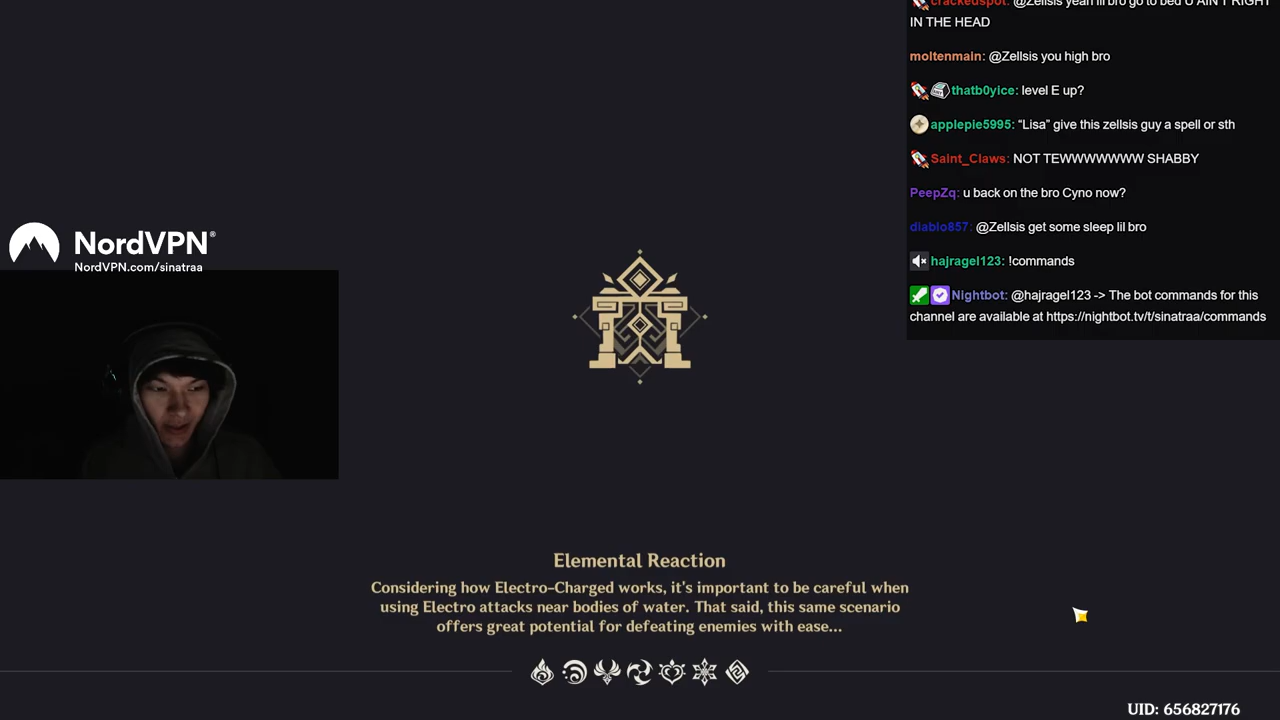 crackedspot: @Zellsis yeah lil bro go to bed U AIN'T RIGHT
IN THE HEAD
moltenmain: @Zellsis you high bro
thatb0yice: level E up?
applepie5995: “Lisa” give this zellsis guy a spell or sth
Saint_Claws: NOT TEWWWWWWW SHABBY
PeepZq: u back on the bro Cyno now?
diablo857: @Zellsis get some sleep lil bro
hajragel123: !commands
Nightbot: @hajragel123 -> The bot commands for this
channel are available at https://nightbot.tv/t/sinatraa/commands
NordVPN®
NordVPN.com/sinatraa
Elemental Reaction
Considering how Electro-Charged works, it's important to be careful when
using Electro attacks near bodies of water. That said, this same scenario
offers great potential for defeating enemies with ease...
UID: 656827176